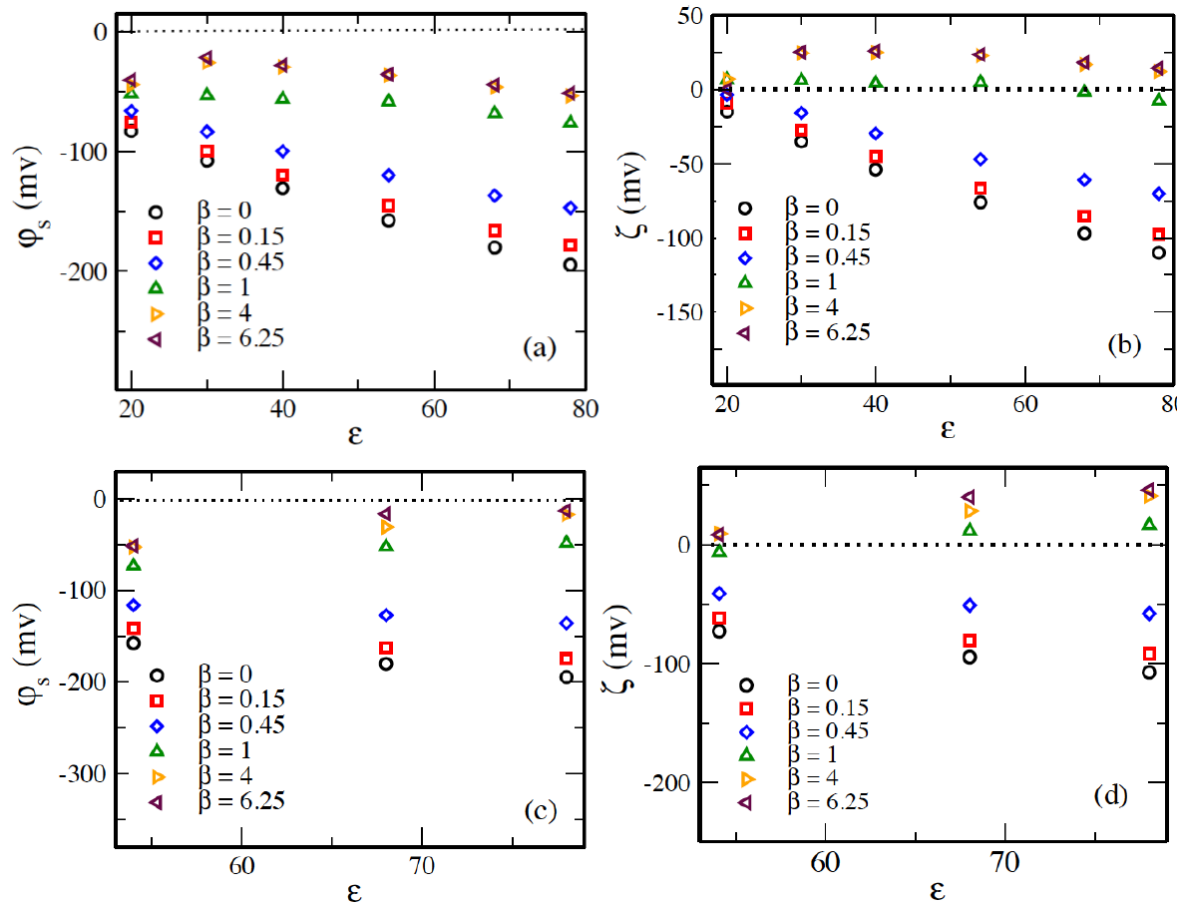 0
-100
-200
φs (mv)
β = 0
β = 0.15
β = 0.45
β = 1
β = 4
β = 6.25
(a)
20 40 60 80
ε
50
0
-50
-100
-150
ζ (mv)
β = 0
β = 0.15
β = 0.45
β = 1
β = 4
β = 6.25
(b)
20 40 60 80
ε
0
-100
-200
-300
φs (mv)
β = 0
β = 0.15
β = 0.45
β = 1
β = 4
β = 6.25
(c)
60 70
ε
0
-100
-200
ζ (mv)
β = 0
β = 0.15
β = 0.45
β = 1
β = 4
β = 6.25
(d)
60 70
ε